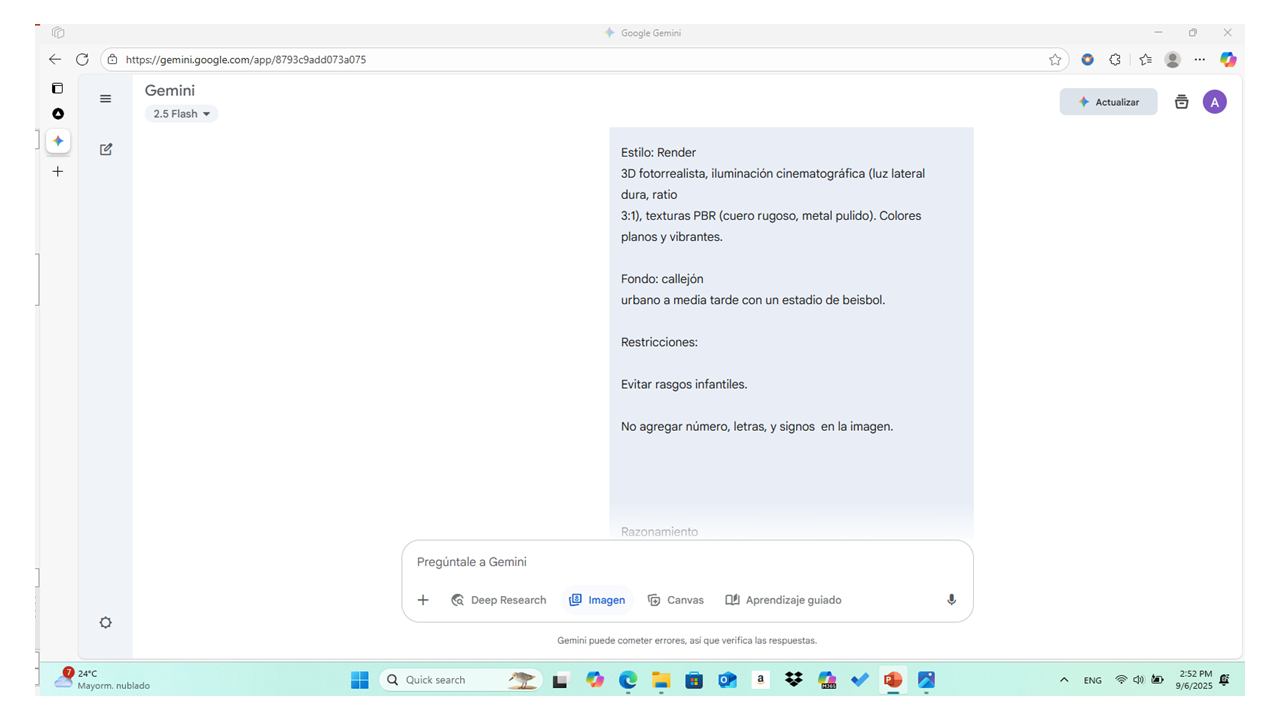 Google Gemini
https://gemini.google.com/app/8793c9add073a075
Gemini
2.5 Flash
Actualizar
A
Estilo: Render
3D fotorrealista, iluminación cinematográfica (luz lateral
dura, ratio
3:1), texturas PBR (cuero rugoso, metal pulido). Colores
planos y vibrantes.
Fondo: callejón
urbano a media tarde con un estadio de beisbol.
Restricciones:
Evitar rasgos infantiles.
No agregar número, letras, y signos  en la imagen.
Razonamiento
Pregúntale a Gemini
Deep Research
Imagen
Canvas
Aprendizaje guiado
Gemini puede cometer errores, así que verifica las respuestas.
7
24°C
Mayorm. nublado
Quick search
a
M365
P
ENG
2:52 PM
9/6/2025